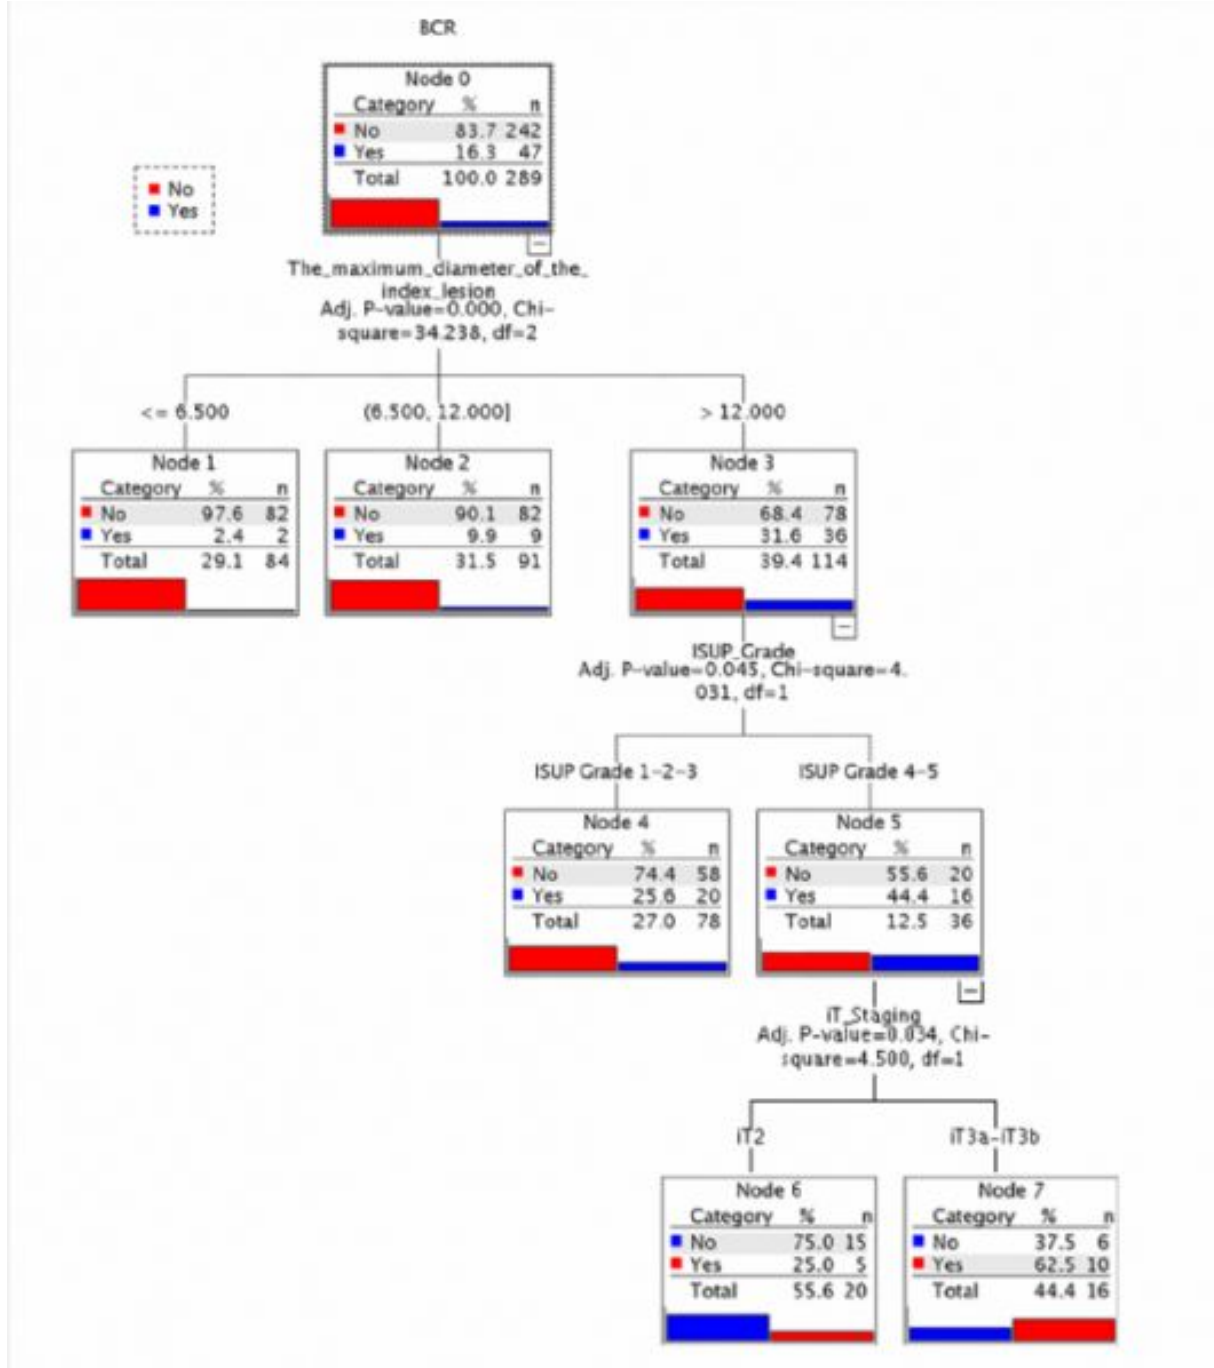 BCR
Node 0
Category % n
No 83.7 242
Yes 16.3 47
Total 100.0 289
No
Yes
The_maximum_diameter_of_the_
index_lesion
Adj. P-value=0.000, Chi-
square=34.238, df=2
<= 6.500
(6.500, 12.000]
> 12.000
Node 1
Category % n
No 97.6 82
Yes 2.4 2
Total 29.1 84
Node 2
Category % n
No 90.1 82
Yes 9.9 9
Total 31.5 91
Node 3
Category % n
No 68.4 78
Yes 31.6 36
Total 39.4 114
ISUP_Grade
Adj. P-value=0.045, Chi-square=4.
031, df=1
ISUP Grade 1-2-3
ISUP Grade 4-5
Node 4
Category % n
No 74.4 58
Yes 25.6 20
Total 27.0 78
Node 5
Category % n
No 55.6 20
Yes 44.4 16
Total 12.5 36
iT_Staging
Adj. P-value=0.034, Chi-
square=4.500, df=1
iT2
iT3a-iT3b
Node 6
Category % n
No 75.0 15
Yes 25.0 5
Total 55.6 20
Node 7
Category % n
No 37.5 6
Yes 62.5 10
Total 44.4 16